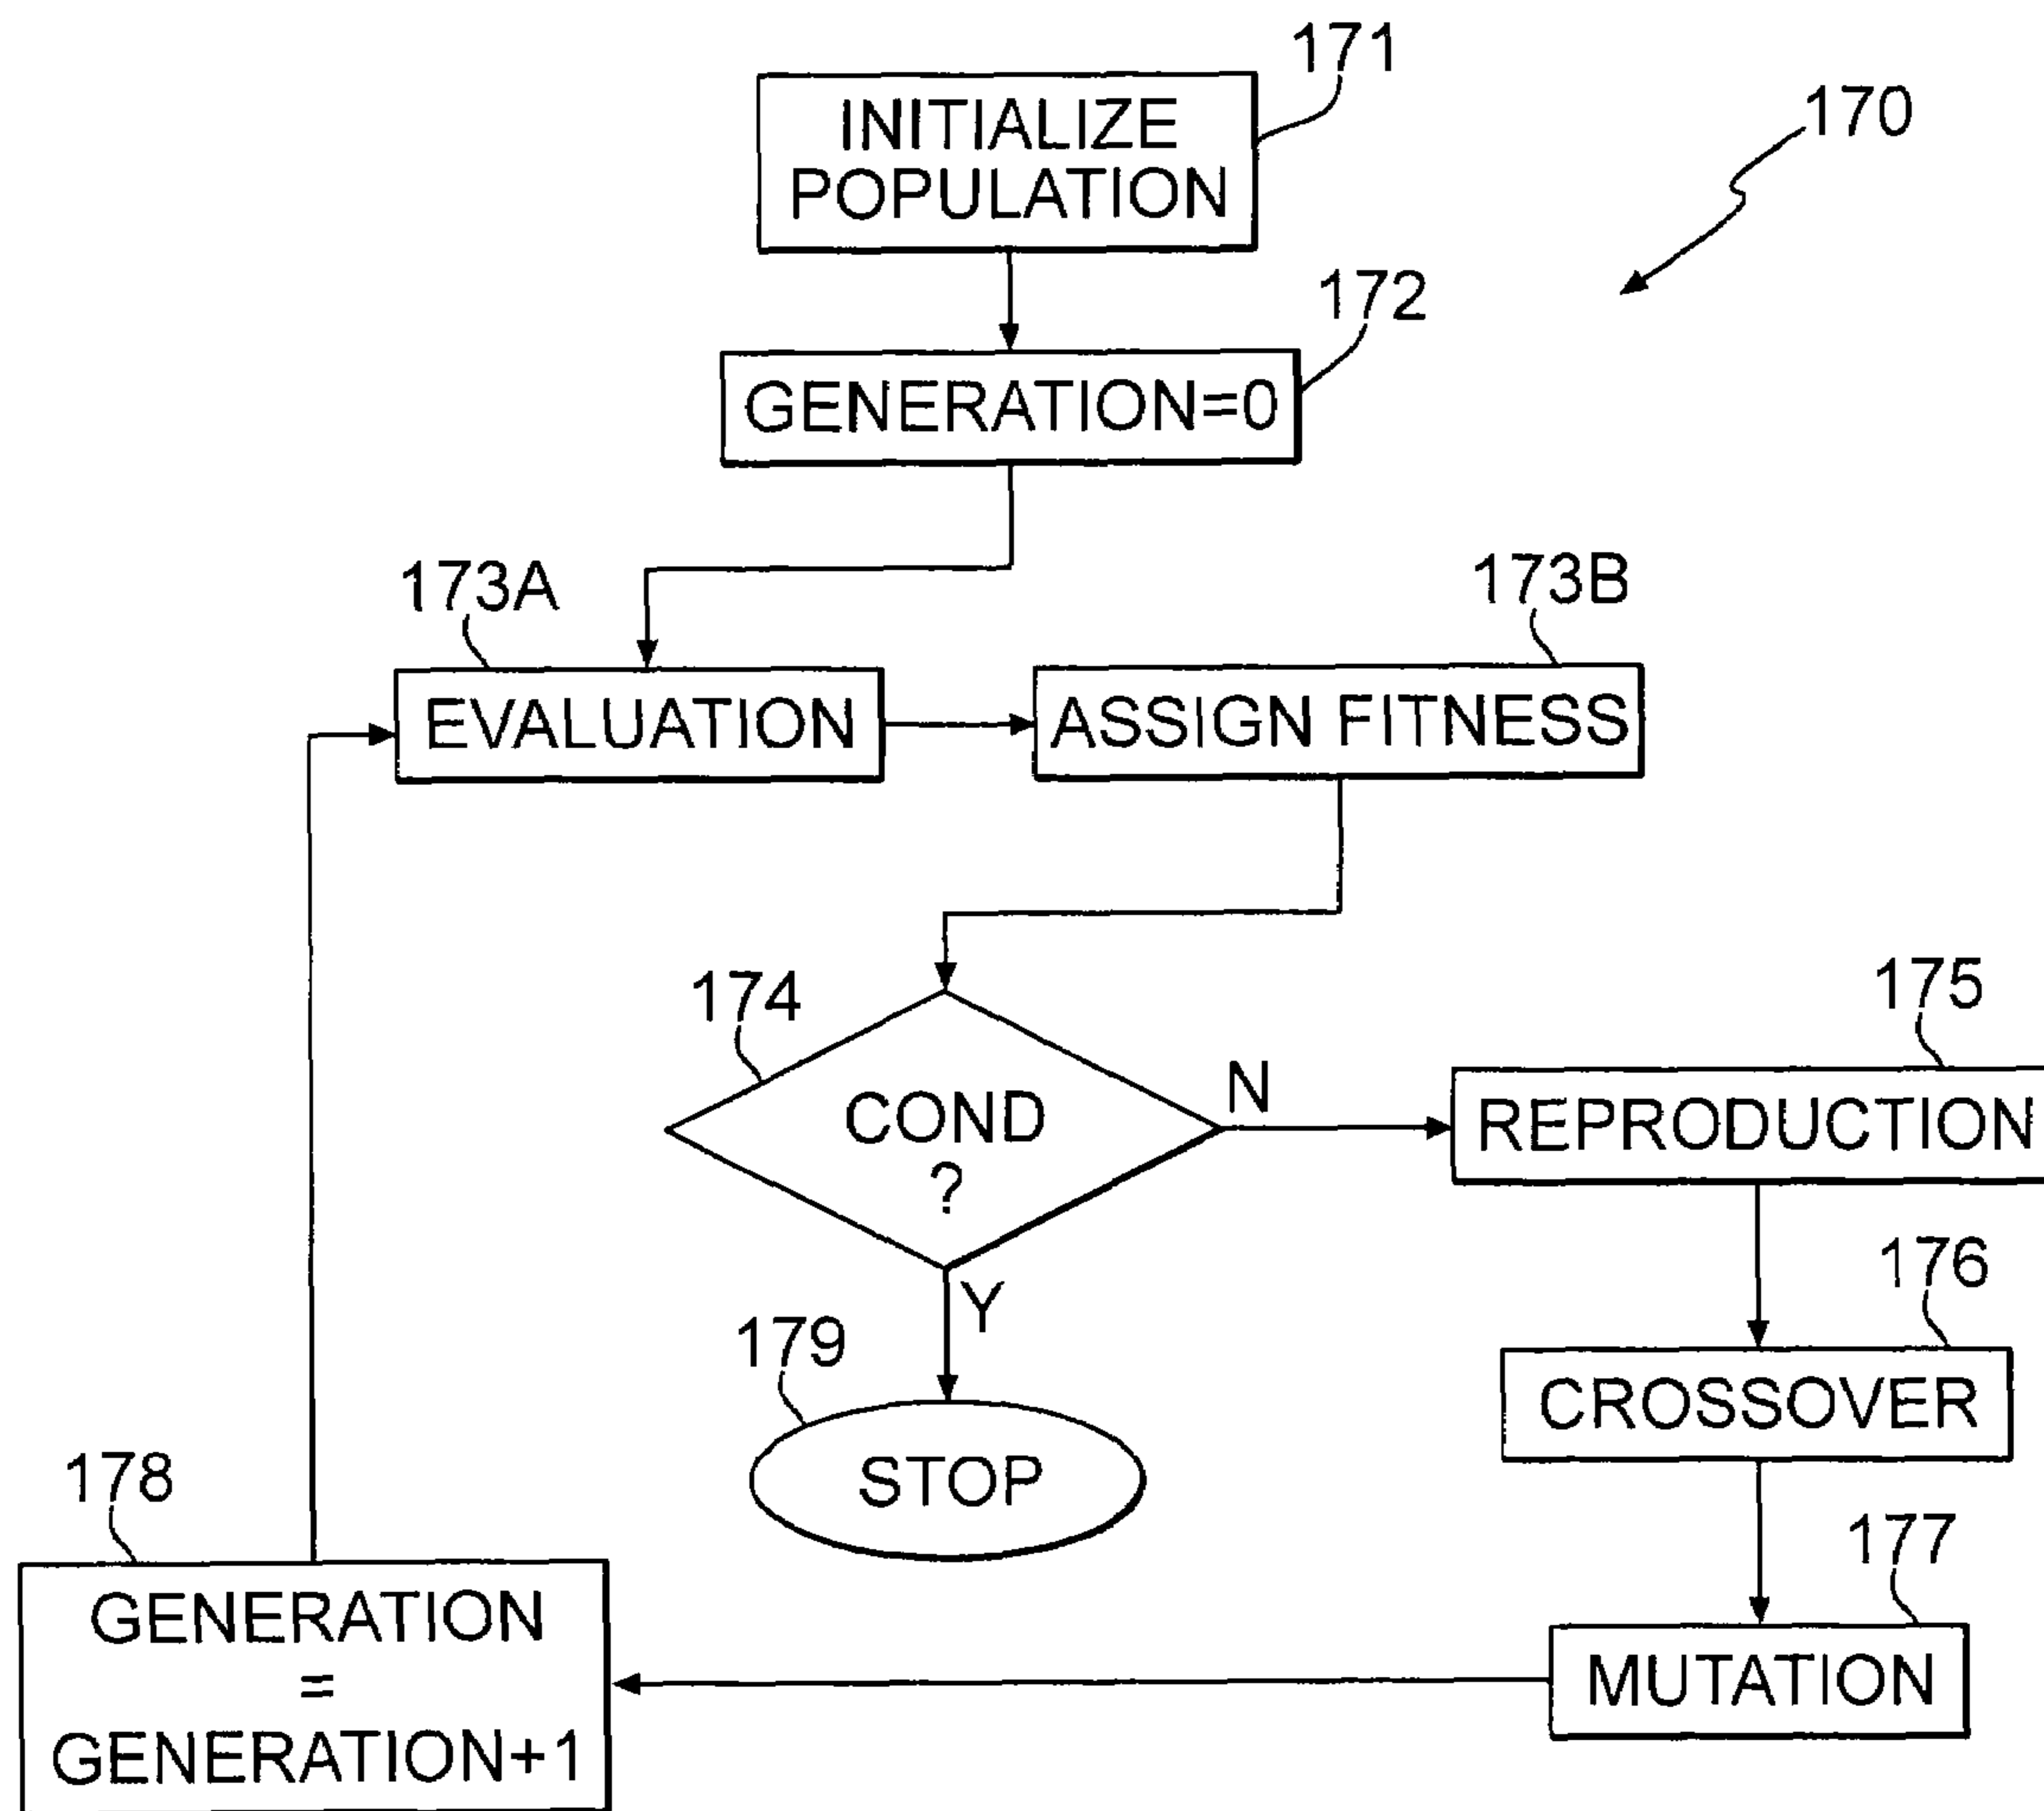 171
INITIALIZE
POPULATION
170
172
GENERATION=0
173A
EVALUATION
173B
ASSIGN FITNESS
174
COND
?
N
Y
175
REPRODUCTION
176
CROSSOVER
177
MUTATION
178
GENERATION
=
GENERATION+1
179
STOP